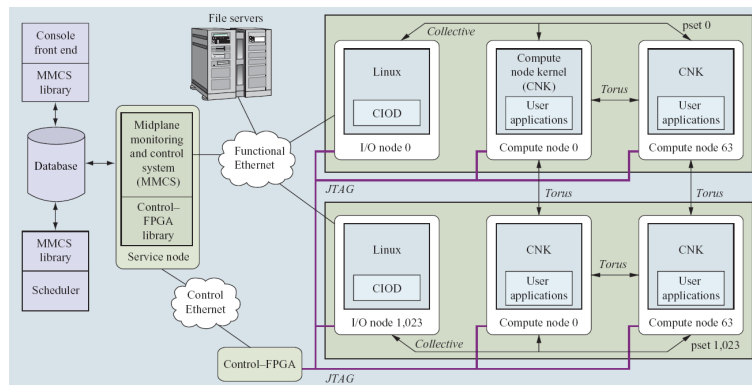 File servers
Console
front end
MMCS
library
Database
MMCS
library
Scheduler
Midplane
monitoring
and control
system
(MMCS)
Control–
FPGA
library
Service node
Functional
Ethernet
Control
Ethernet
Control–FPGA
Collective
pset 0
Linux
CIOD
I/O node 0
Compute
node kernel
(CNK)
User
applications
Compute node 0
Torus
CNK
User
applications
Compute node 63
JTAG
Torus
Torus
Linux
CIOD
I/O node 1,023
CNK
User
applications
Compute node 0
Torus
CNK
User
applications
Compute node 63
Collective
pset 1,023
JTAG